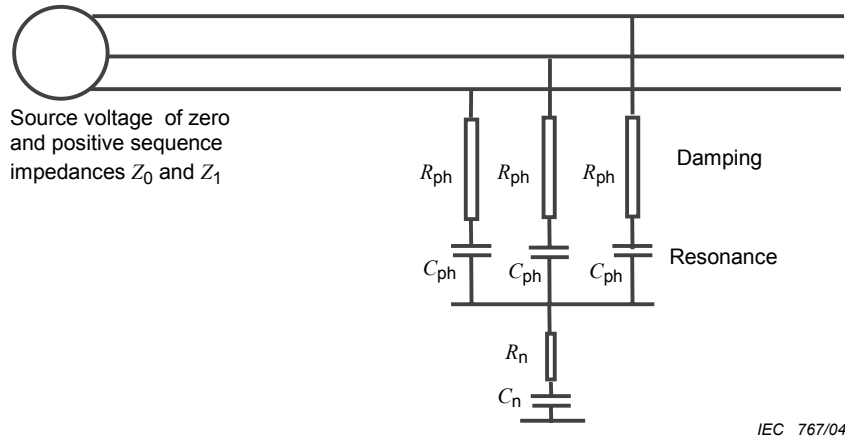 Source voltage of zero
and positive sequence
impedances Z0 and Z1
Rph
Rph
Rph
Damping
Cph
Cph
Cph
Resonance
Rn
Cn
IEC 767/04